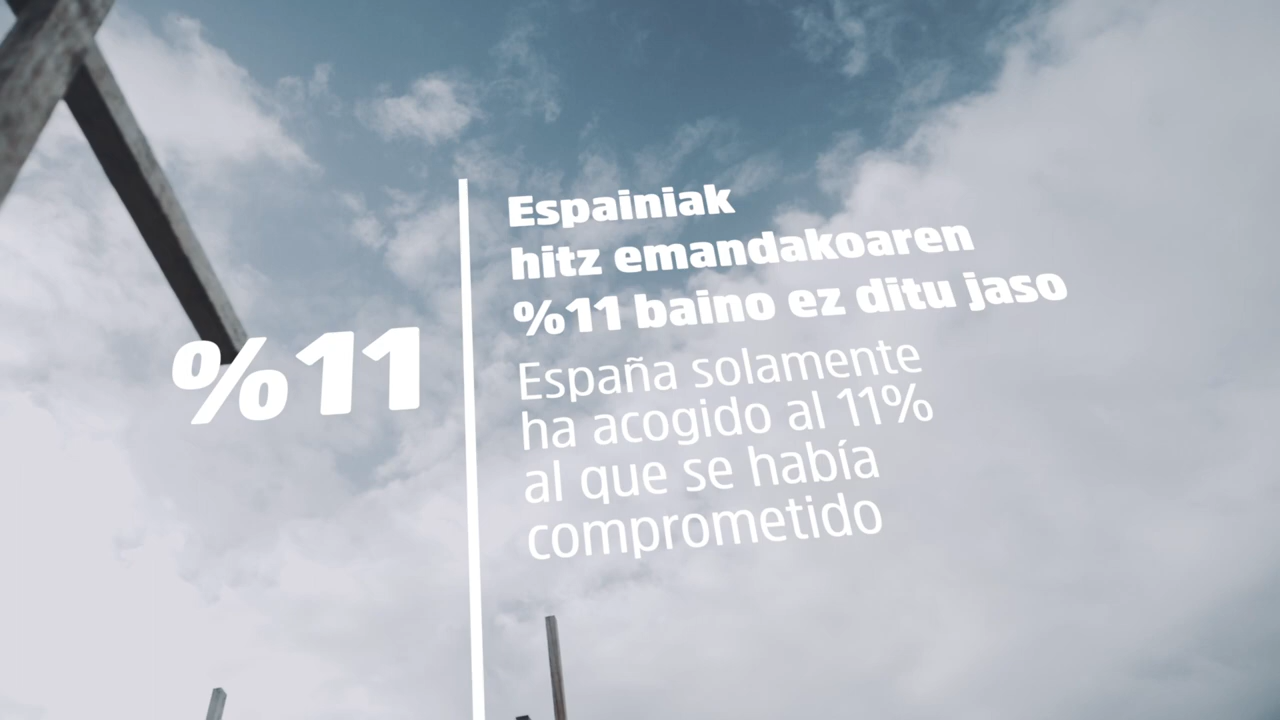 %11
Espainiak
hitz emandakoaren
%11 baino ez ditu jaso
España solamente
ha acogido al 11%
al que se había
comprometido